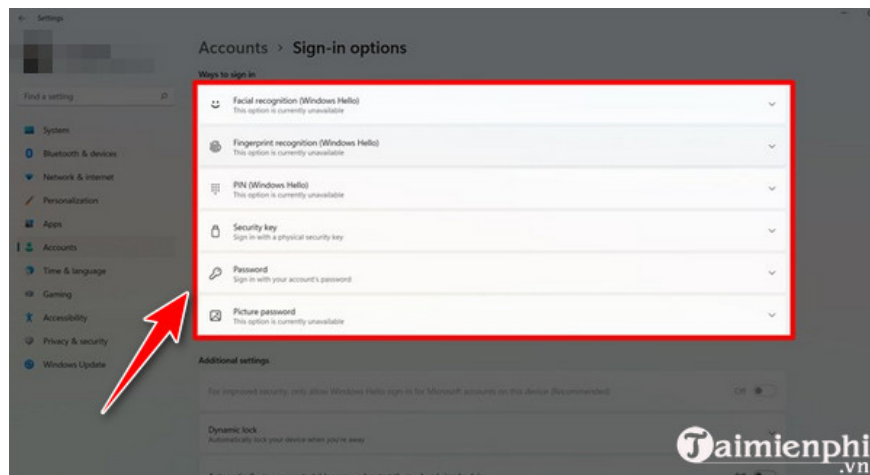 Settings
Accounts > Sign-in options
Ways to sign in
Find a setting
System
Bluetooth & devices
Network & internet
Personalization
Apps
Accounts
Time & language
Gaming
Accessibility
Privacy & security
Windows Update
Facial recognition (Windows Hello)
This option is currently unavailable
Fingerprint recognition (Windows Hello)
This option is currently unavailable
PIN (Windows Hello)
This option is currently unavailable
Security key
Sign in with a physical security key
Password
Sign in with your account's password
Picture password
This option is currently unavailable
Additional settings
For improved security, only allow Windows Hello sign-in for Microsoft accounts on this device (Recommended)
Off
Dynamic lock
Automatically lock your device when you're away
Taimienphi
.vn